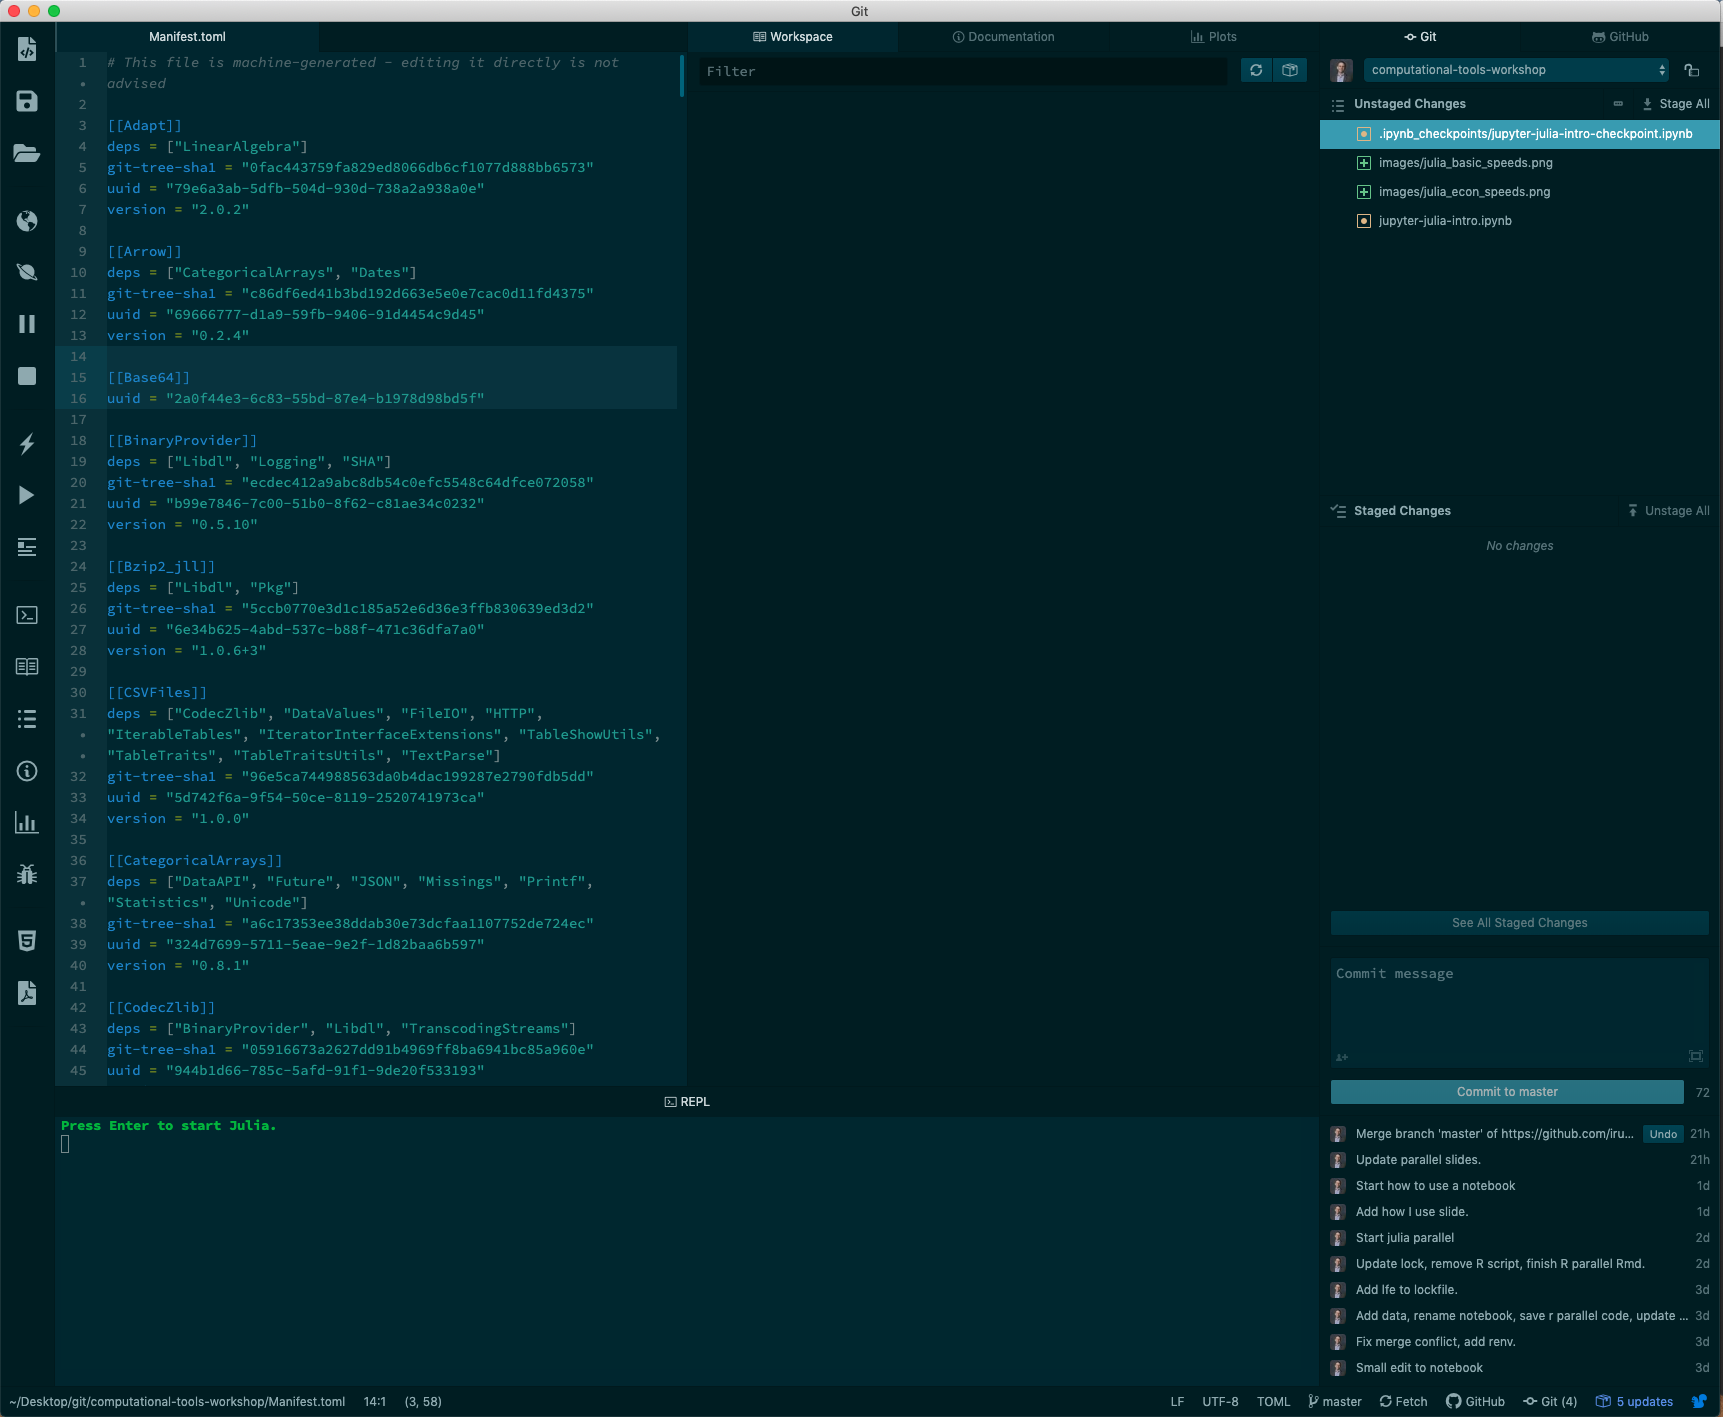 Git
Manifest.toml
Workspace
Documentation
Plots
Git
GitHub
1 # This file is machine-generated - editing it directly is not
• advised
2
3 [[Adapt]]
4 deps = ["LinearAlgebra"]
5 git-tree-sha1 = "0fac443759fa829ed8066db6cf1077d888bb6573"
6 uuid = "79e6a3ab-5dfb-504d-930d-738a2a938a0e"
7 version = "2.0.2"
8
9 [[Arrow]]
10 deps = ["CategoricalArrays", "Dates"]
11 git-tree-sha1 = "c86df6ed41b3bd192d663e5e0e7cac0d11fd4375"
12 uuid = "69666777-d1a9-59fb-9406-91d4454c9d45"
13 version = "0.2.4"
14
15 [[Base64]]
16 uuid = "2a0f44e3-6c83-55bd-87e4-b1978d98bd5f"
17
18 [[BinaryProvider]]
19 deps = ["Libdl", "Logging", "SHA"]
20 git-tree-sha1 = "ecdec412a9abc8db54c0efc5548c64dfce072058"
21 uuid = "b99e7846-7c00-51b0-8f62-c81ae34c0232"
22 version = "0.5.10"
23
24 [[Bzip2_jll]]
25 deps = ["Libdl", "Pkg"]
26 git-tree-sha1 = "5ccb0770e3d1c185a52e6d36e3ffb830639ed3d2"
27 uuid = "6e34b625-4abd-537c-b88f-471c36dfa7a0"
28 version = "1.0.6+3"
29
30 [[CSVFiles]]
31 deps = ["CodecZlib", "DataValues", "FileIO", "HTTP",
• "IterableTables", "IteratorInterfaceExtensions", "TableShowUtils",
• "TableTraits", "TableTraitsUtils", "TextParse"]
32 git-tree-sha1 = "96e5ca744988563da0b4dac199287e2790fdb5dd"
33 uuid = "5d742f6a-9f54-50ce-8119-2520741973ca"
34 version = "1.0.0"
35
36 [[CategoricalArrays]]
37 deps = ["DataAPI", "Future", "JSON", "Missings", "Printf",
• "Statistics", "Unicode"]
38 git-tree-sha1 = "a6c17353ee38ddab30e73dcfaa1107752de724ec"
39 uuid = "324d7699-5711-5eae-9e2f-1d82baa6b597"
40 version = "0.8.1"
41
42 [[CodecZlib]]
43 deps = ["BinaryProvider", "Libdl", "TranscodingStreams"]
44 git-tree-sha1 = "05916673a2627dd91b4969ff8ba6941bc85a960e"
45 uuid = "944b1d66-785c-5afd-91f1-9de20f533193"
Filter
computational-tools-workshop
Unstaged Changes
Stage All
.ipynb_checkpoints/jupyter-julia-intro-checkpoint.ipynb
images/julia_basic_speeds.png
images/julia_econ_speeds.png
jupyter-julia-intro.ipynb
Staged Changes
Unstage All
No changes
See All Staged Changes
Commit message
Commit to master
72
Merge branch 'master' of https://github.com/iru... Undo 21h
Update parallel slides. 21h
Start how to use a notebook 1d
Add how I use slide. 1d
Start julia parallel 2d
Update lock, remove R script, finish R parallel Rmd. 2d
Add lfe to lockfile. 3d
Add data, rename notebook, save r parallel code, update ... 3d
Fix merge conflict, add renv. 3d
Small edit to notebook 3d
REPL
Press Enter to start Julia.
~/Desktop/git/computational-tools-workshop/Manifest.toml 14:1 (3, 58)
LF UTF-8 TOML master Fetch GitHub Git (4) 5 updates